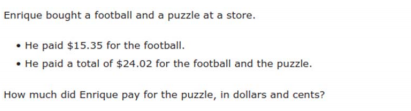 Enrique bought a football and a puzzle at a store.
• He paid $15.35 for the football.
• He paid a total of $24.02 for the football and the puzzle.
How much did Enrique pay for the puzzle, in dollars and cents?